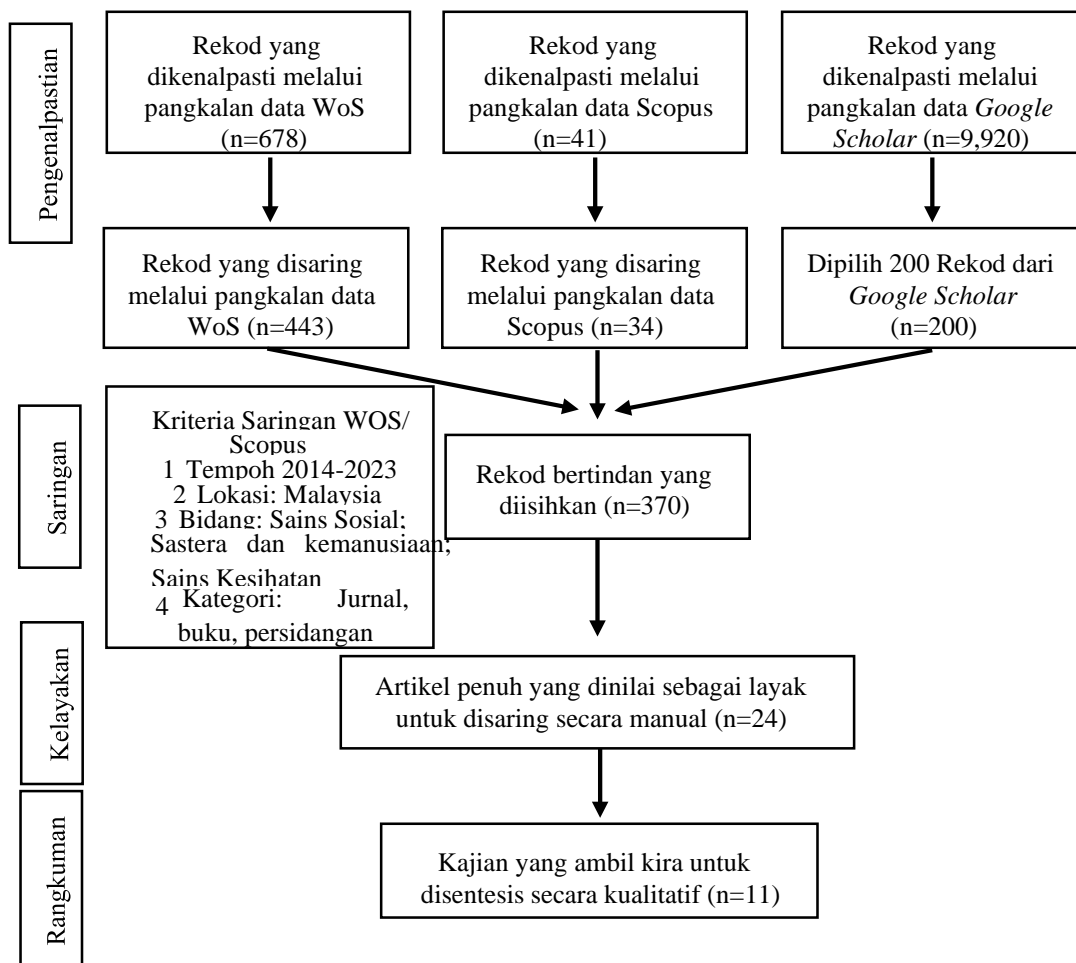 Pengenalpastian
Rekod yang
dikenalpasti melalui
pangkalan data WoS
(n=678)
Rekod yang
dikenalpasti melalui
pangkalan data Scopus
(n=41)
Rekod yang
dikenalpasti melalui
pangkalan data Google
Scholar (n=9,920)
Rekod yang disaring
melalui pangkalan data
WoS (n=443)
Rekod yang disaring
melalui pangkalan data
Scopus (n=34)
Dipilih 200 Rekod dari
Google Scholar
(n=200)
Saringan
Kriteria Saringan WOS/
Scopus
1 Tempoh 2014-2023
2 Lokasi: Malaysia
3 Bidang: Sains Sosial;
Sastera dan kemanusiaan;
Sains Kesihatan
4 Kategori: Jurnal,
buku, persidangan
Rekod bertindan yang
diisihkan (n=370)
Kelayakan
Artikel penuh yang dinilai sebagai layak
untuk disaring secara manual (n=24)
Rangkuman
Kajian yang ambil kira untuk
disentesis secara kualitatif (n=11)